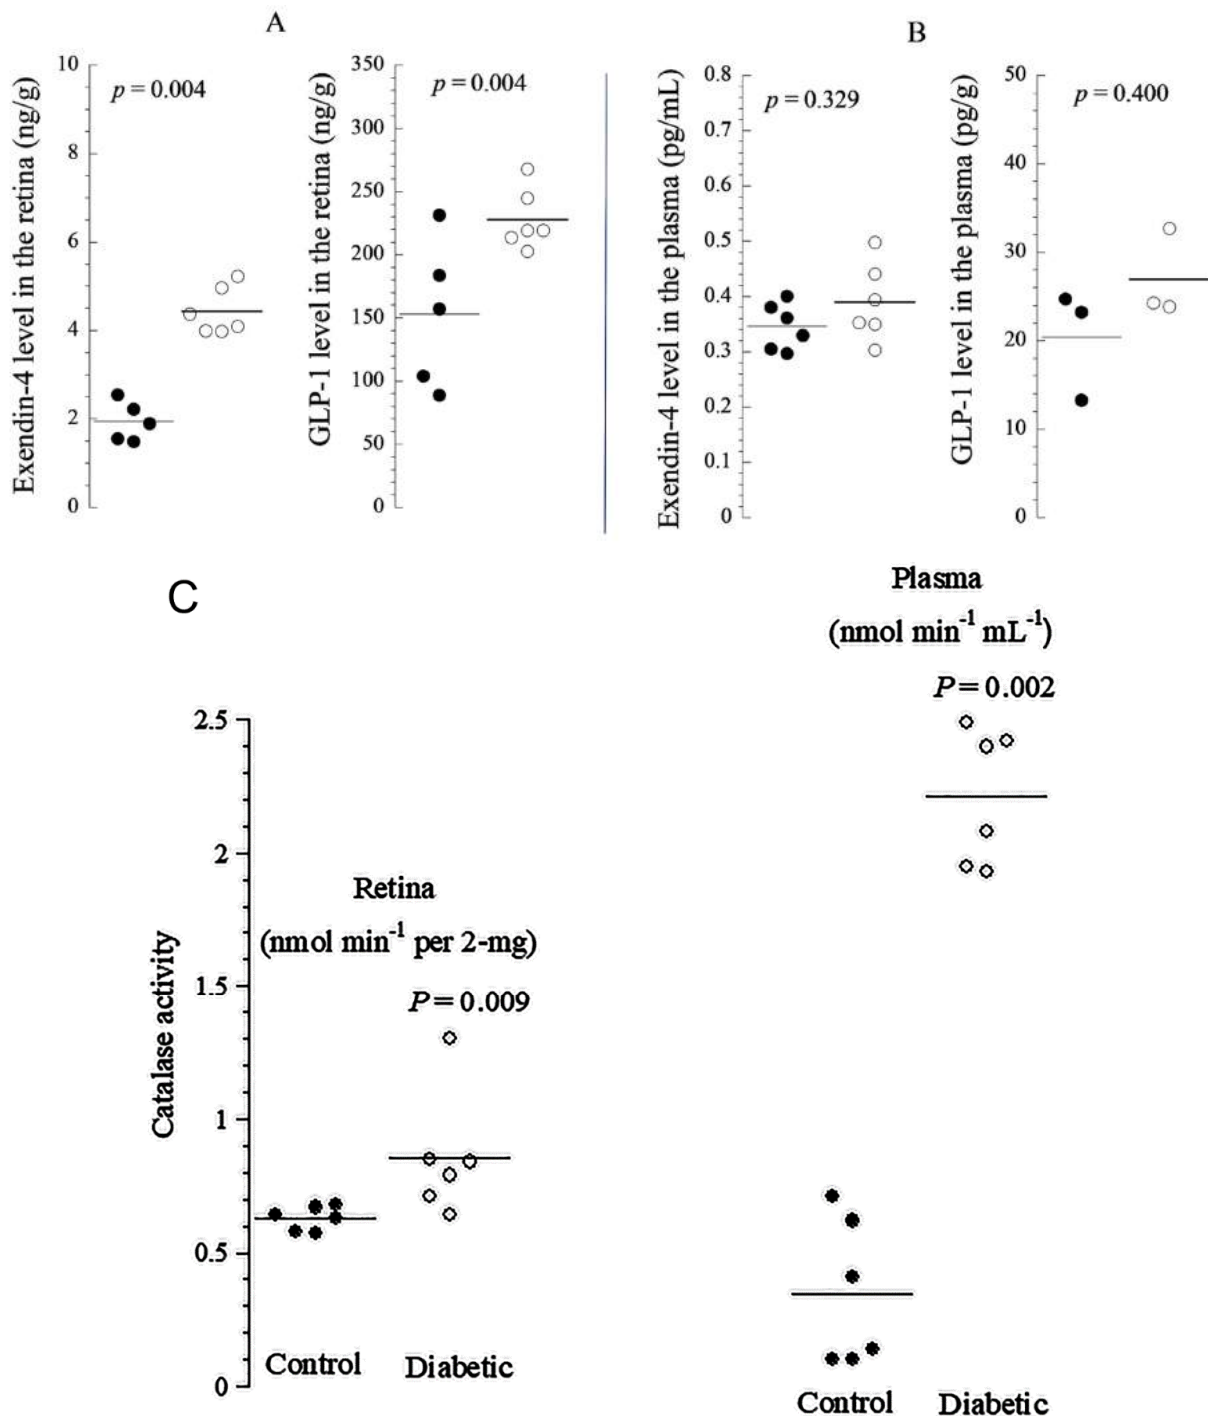 A
Exendin-4 level in the retina (ng/g)
10
8
6
4
2
0
p = 0.004
GLP-1 level in the retina (ng/g)
350
300
250
200
150
100
50
0
p = 0.004
B
Exendin-4 level in the plasma (pg/mL)
0.8
0.7
0.6
0.5
0.4
0.3
0.2
0.1
0
p = 0.329
GLP-1 level in the plasma (pg/g)
50
40
30
20
10
0
p = 0.400
C
Catalase activity
2.5
2
1.5
1
0.5
0
Retina
(nmol min⁻¹ per 2-mg)
P = 0.009
Control Diabetic
Plasma
(nmol min⁻¹ mL⁻¹)
P = 0.002
Control Diabetic